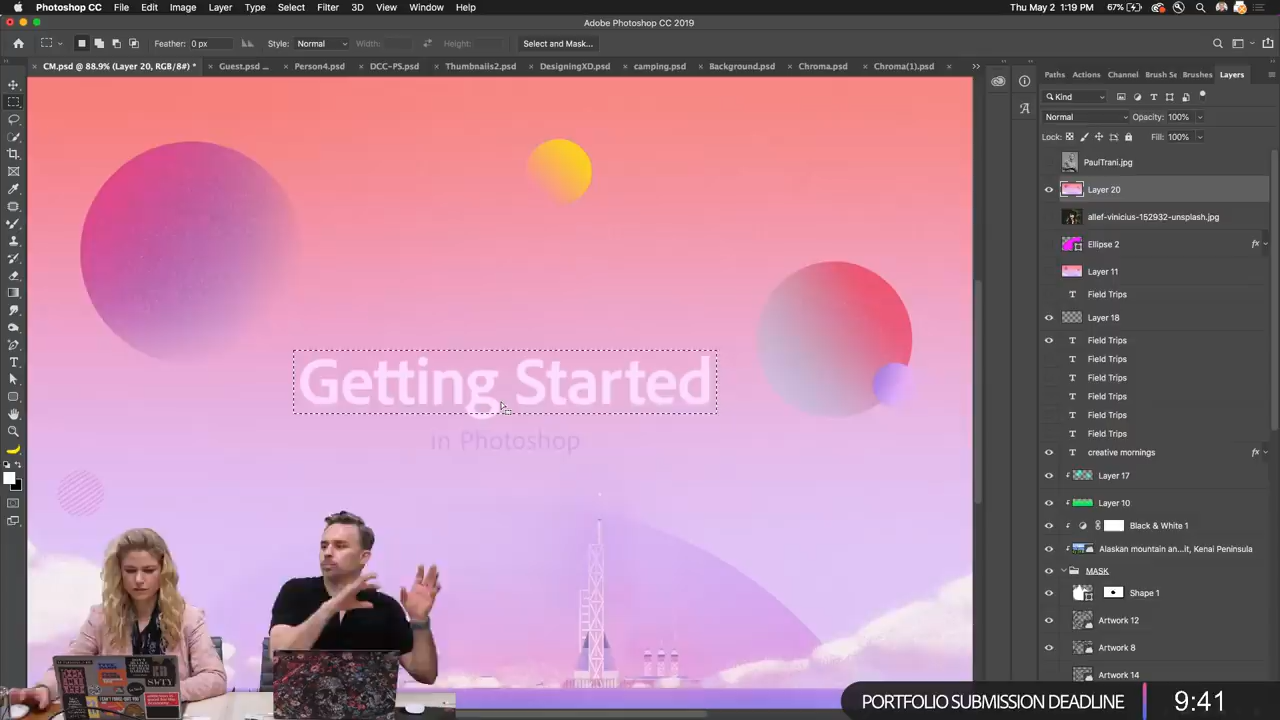 Photoshop CC File Edit Image Layer Type Select Filter 3D View Window Help Thu May 2 1:19 PM 67%
Adobe Photoshop CC 2019
Feather: 0 px Style: Normal Width: Height: Select and Mask...
CM.psd @ 88.9% (Layer 20, RGB/8#) * Guest.psd ... Person4.psd DCC-PS.psd Thumbnails2.psd DesigningXD.psd camping.psd Background.psd Chroma.psd Chroma(1).psd
Paths Actions Channel Brush Se Brushes Layers
Kind
Normal Opacity: 100%
Lock: Fill: 100%
PaulTrani.jpg
Layer 20
allef-vinicius-152932-unsplash.jpg
Ellipse 2 fx
Layer 11
Field Trips
Layer 18
Field Trips
Field Trips
Field Trips
Field Trips
Field Trips
Field Trips
creative mornings fx
Layer 17
Layer 10
Black & White 1
Alaskan mountain an...it, Kenai Peninsula
MASK
Shape 1
Artwork 12
Artwork 8
Artwork 14
Getting Started
in Photoshop
PORTFOLIO SUBMISSION DEADLINE 9:41